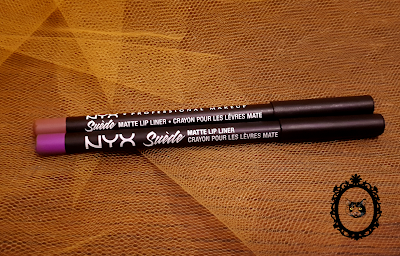 NYX PROFESSIONAL MAKEUP
Suède MATTE LIP LINER • CRAYON POUR LES LÈVRES MATE
NYX Suède MATTE LIP LINER
CRAYON POUR LES LÈVRES MATE